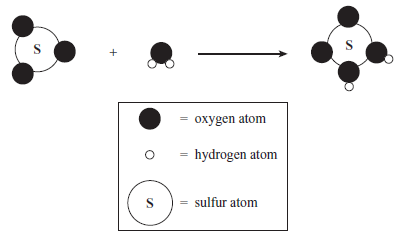 S + S
= oxygen atom
= hydrogen atom
S = sulfur atom